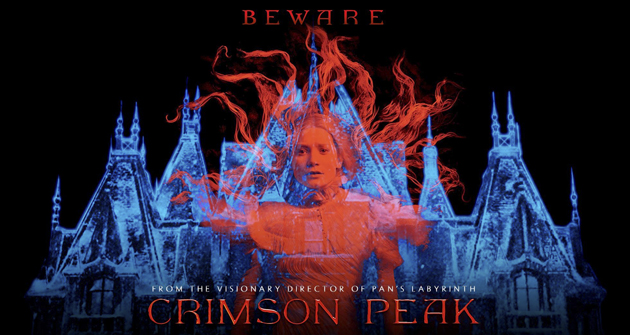 BEWARE
FROM THE VISIONARY DIRECTOR OF PAN'S LABYRINTH
CRIMSON PEAK